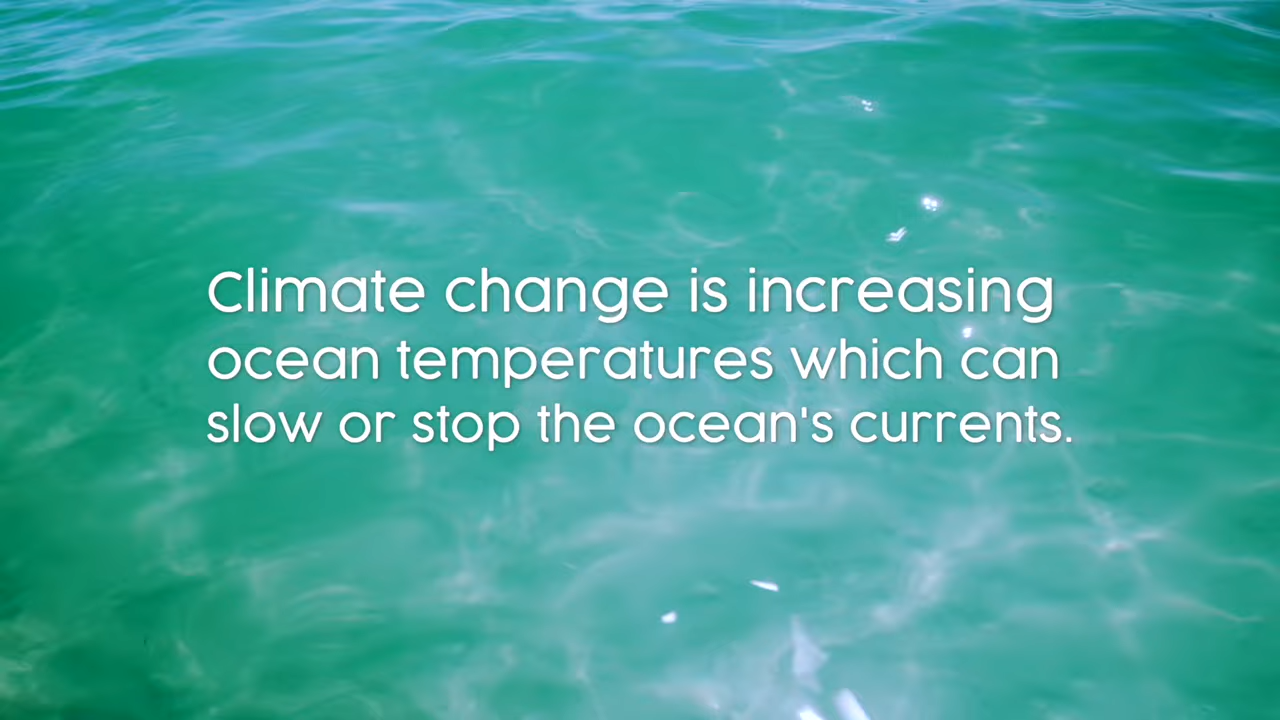 Climate change is increasing
ocean temperatures which can
slow or stop the ocean's currents.